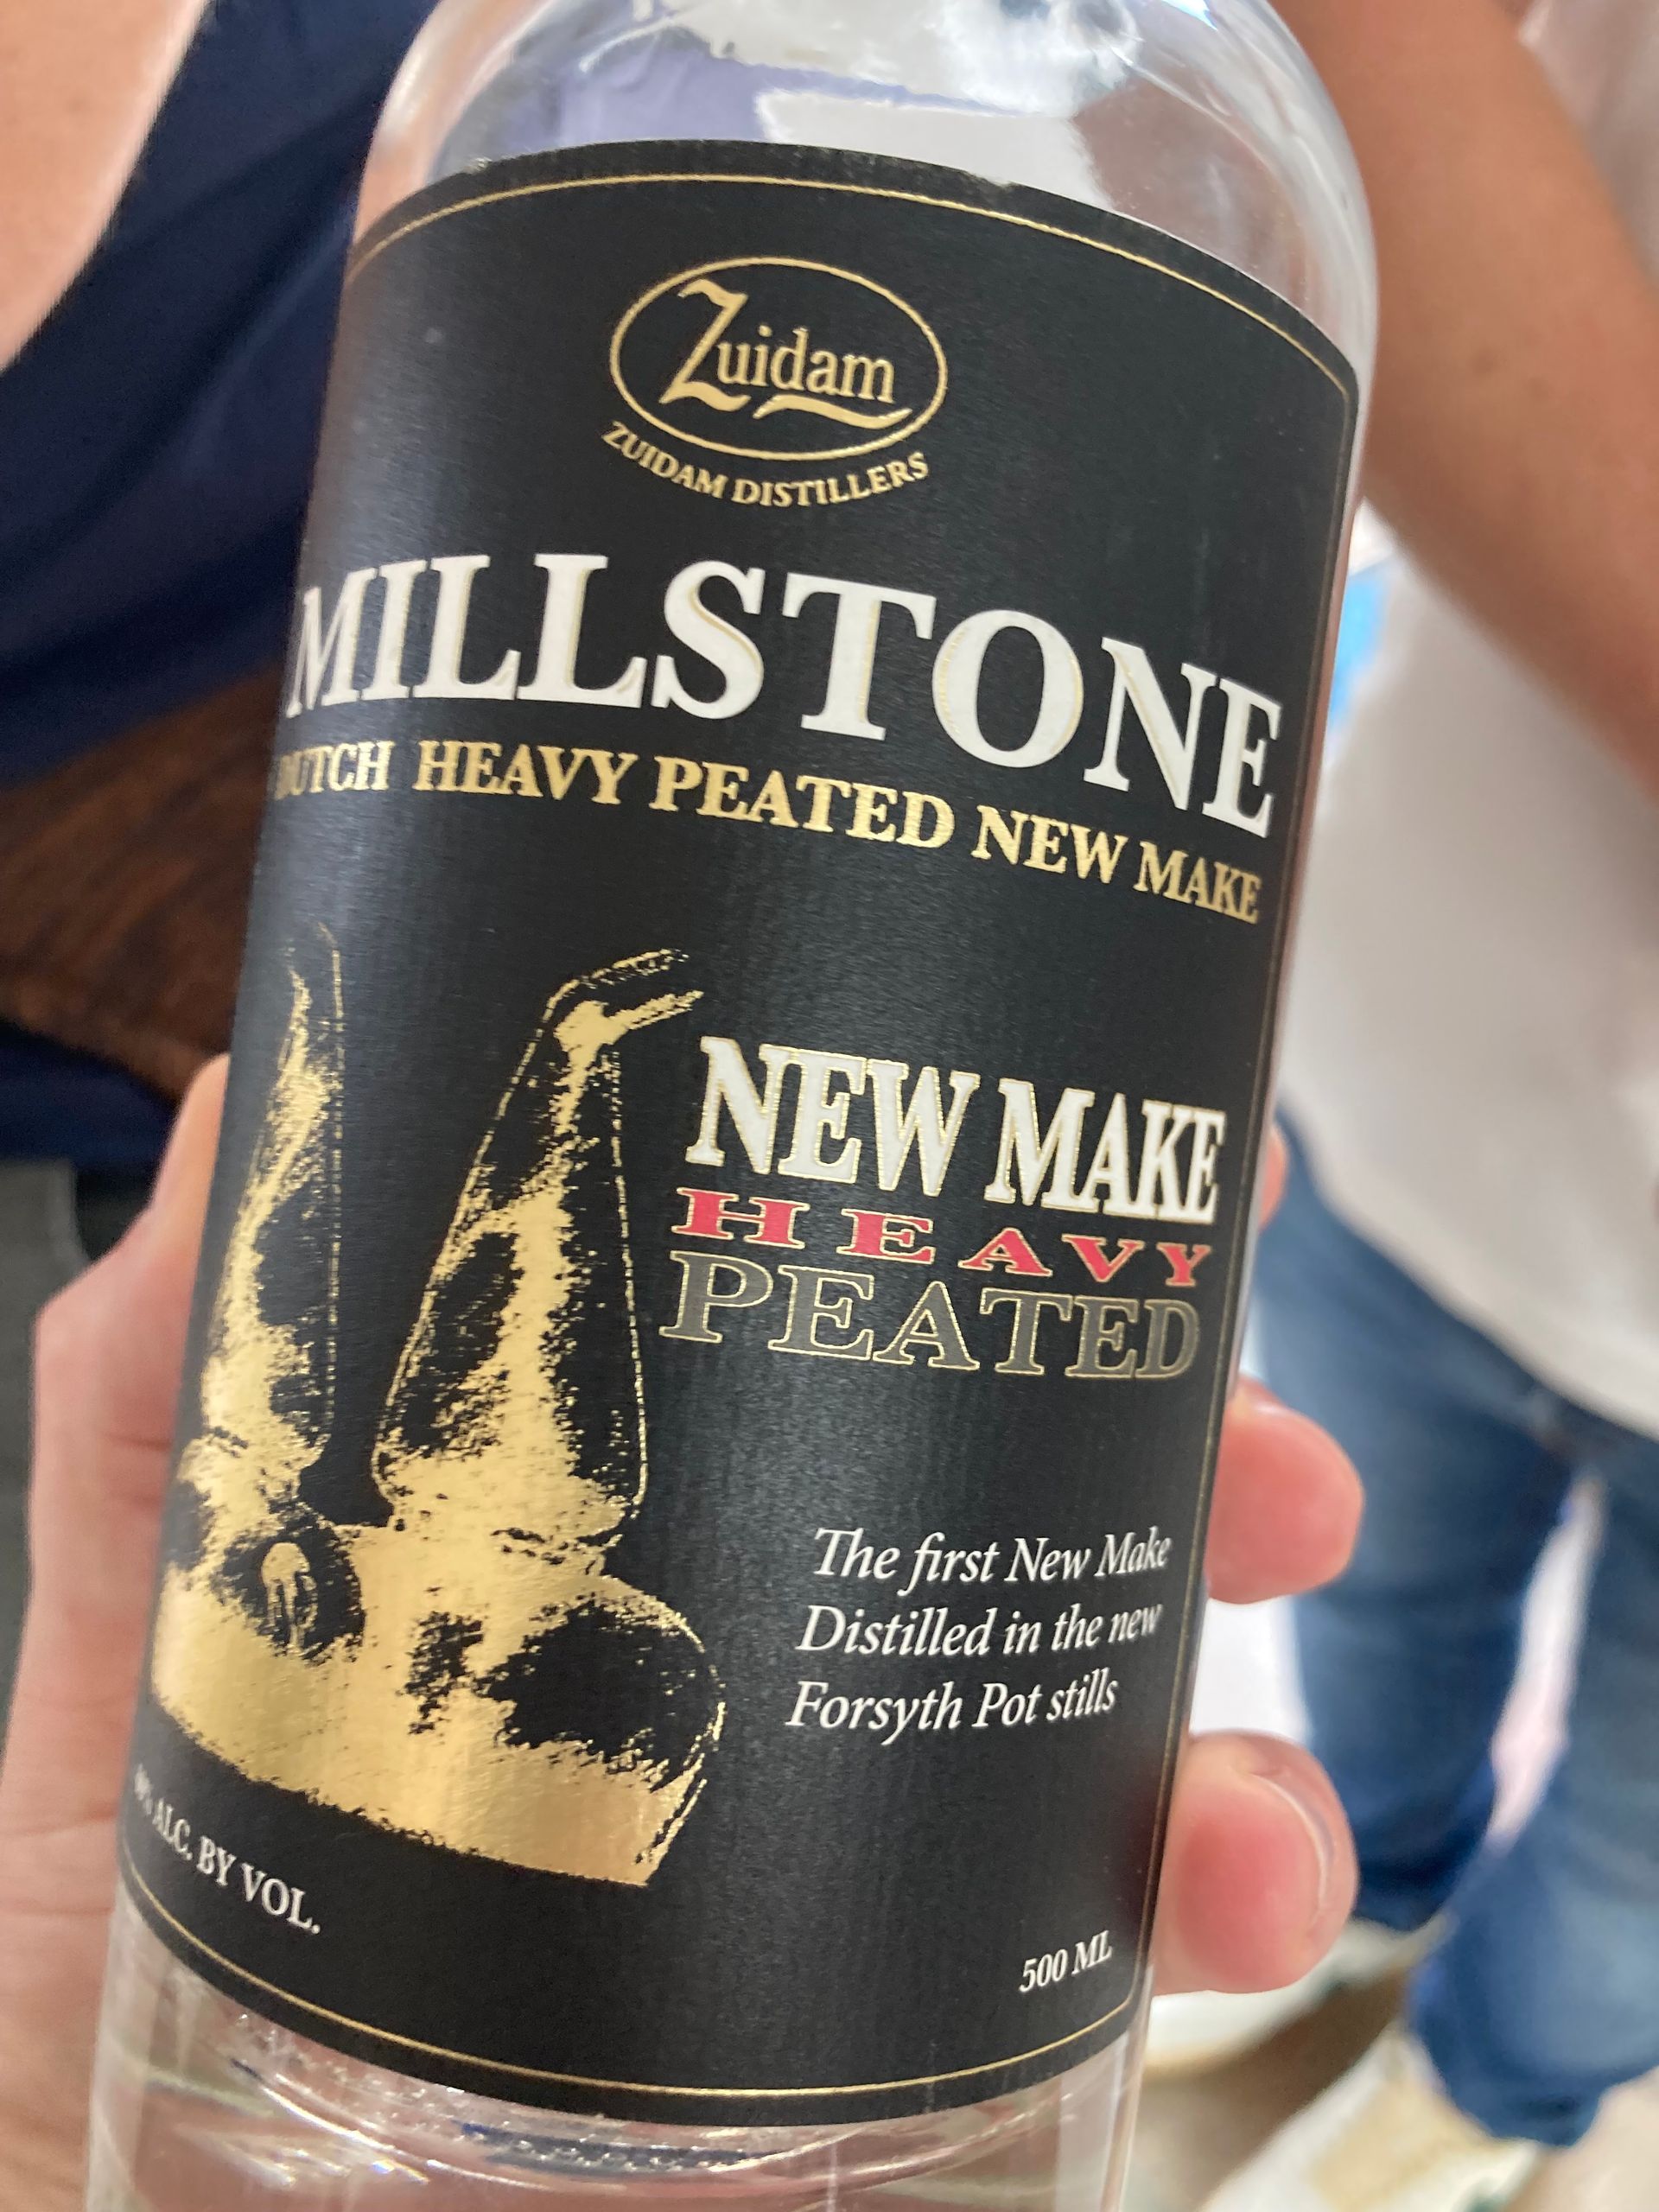 Zuidam
ZUIDAM DISTILLERS
MILLSTONE
DUTCH HEAVY PEATED NEW MAKE
NEW MAKE
HEAVY
PEATED
The first New Make
Distilled in the new
Forsyth Pot stills
ALC. BY VOL.
500 ML